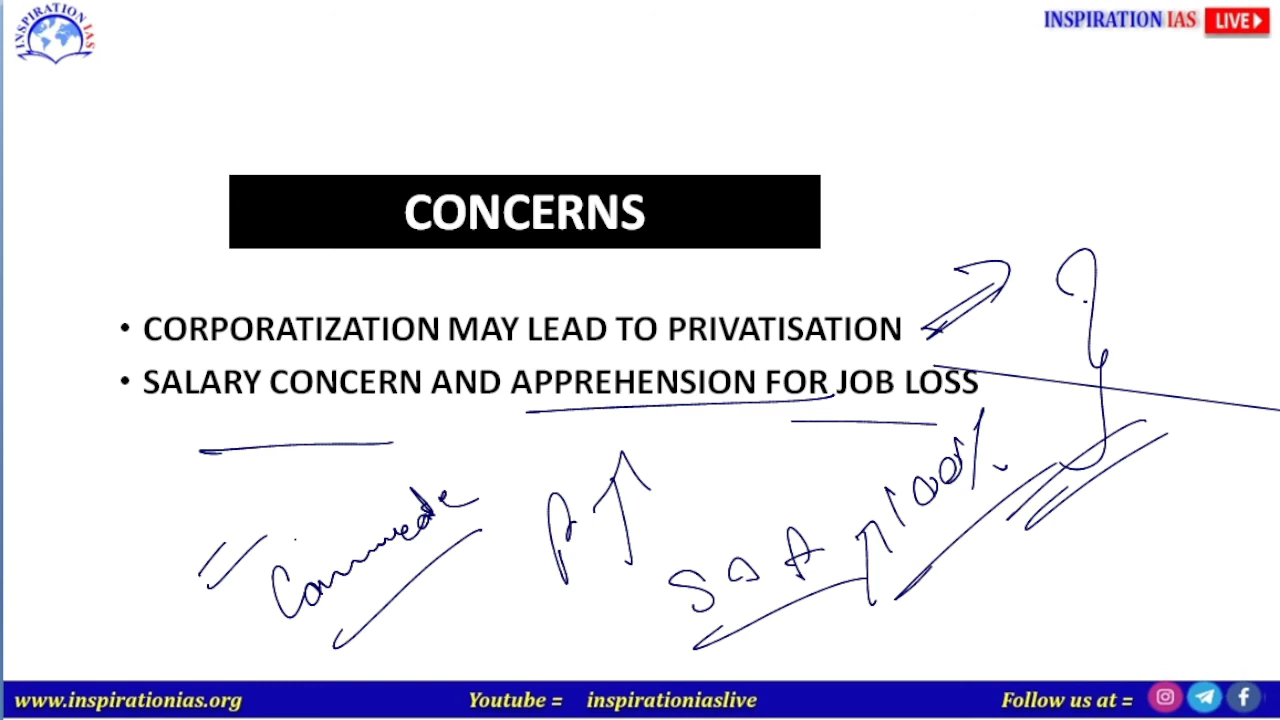 INSPIRATION IAS
INSPIRATION IAS LIVE
CONCERNS
• CORPORATIZATION MAY LEAD TO PRIVATISATION
• SALARY CONCERN AND APPREHENSION FOR JOB LOSS
P↑
100%
www.inspirationias.org Youtube = inspirationiaslive Follow us at =